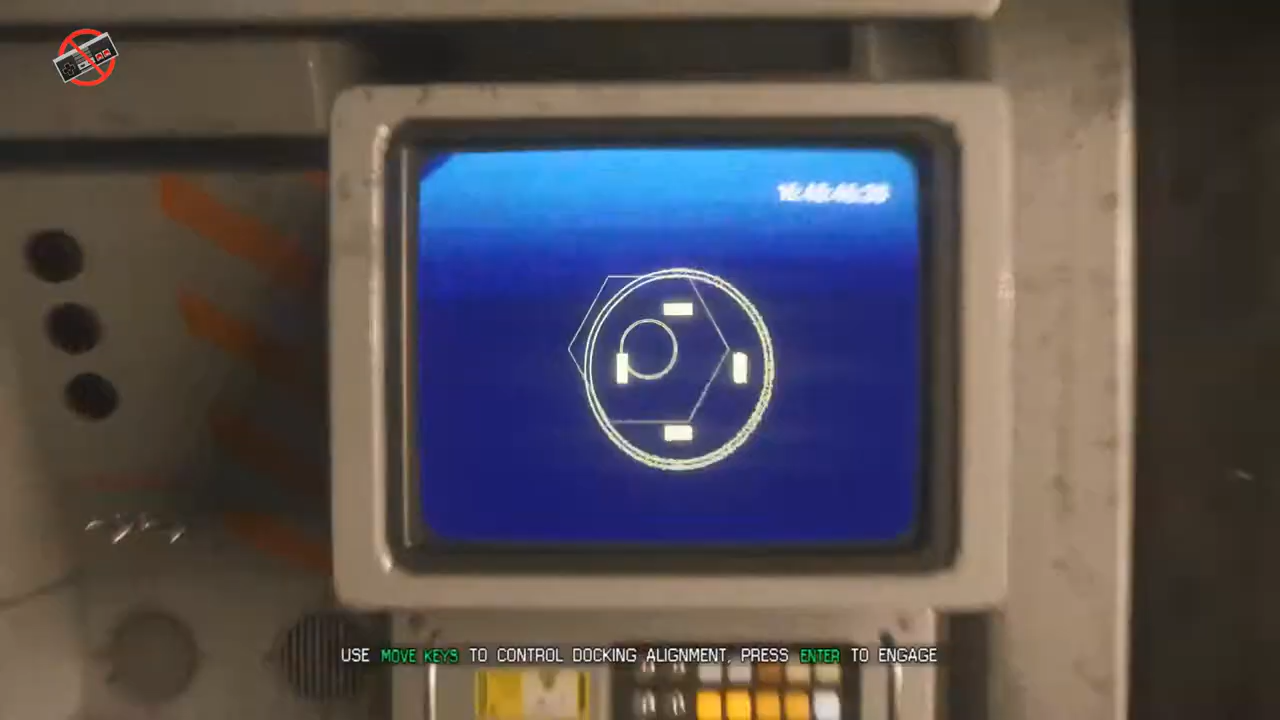 USE MOVE KEYS TO CONTROL DOCKING ALIGNMENT, PRESS ENTER TO ENGAGE